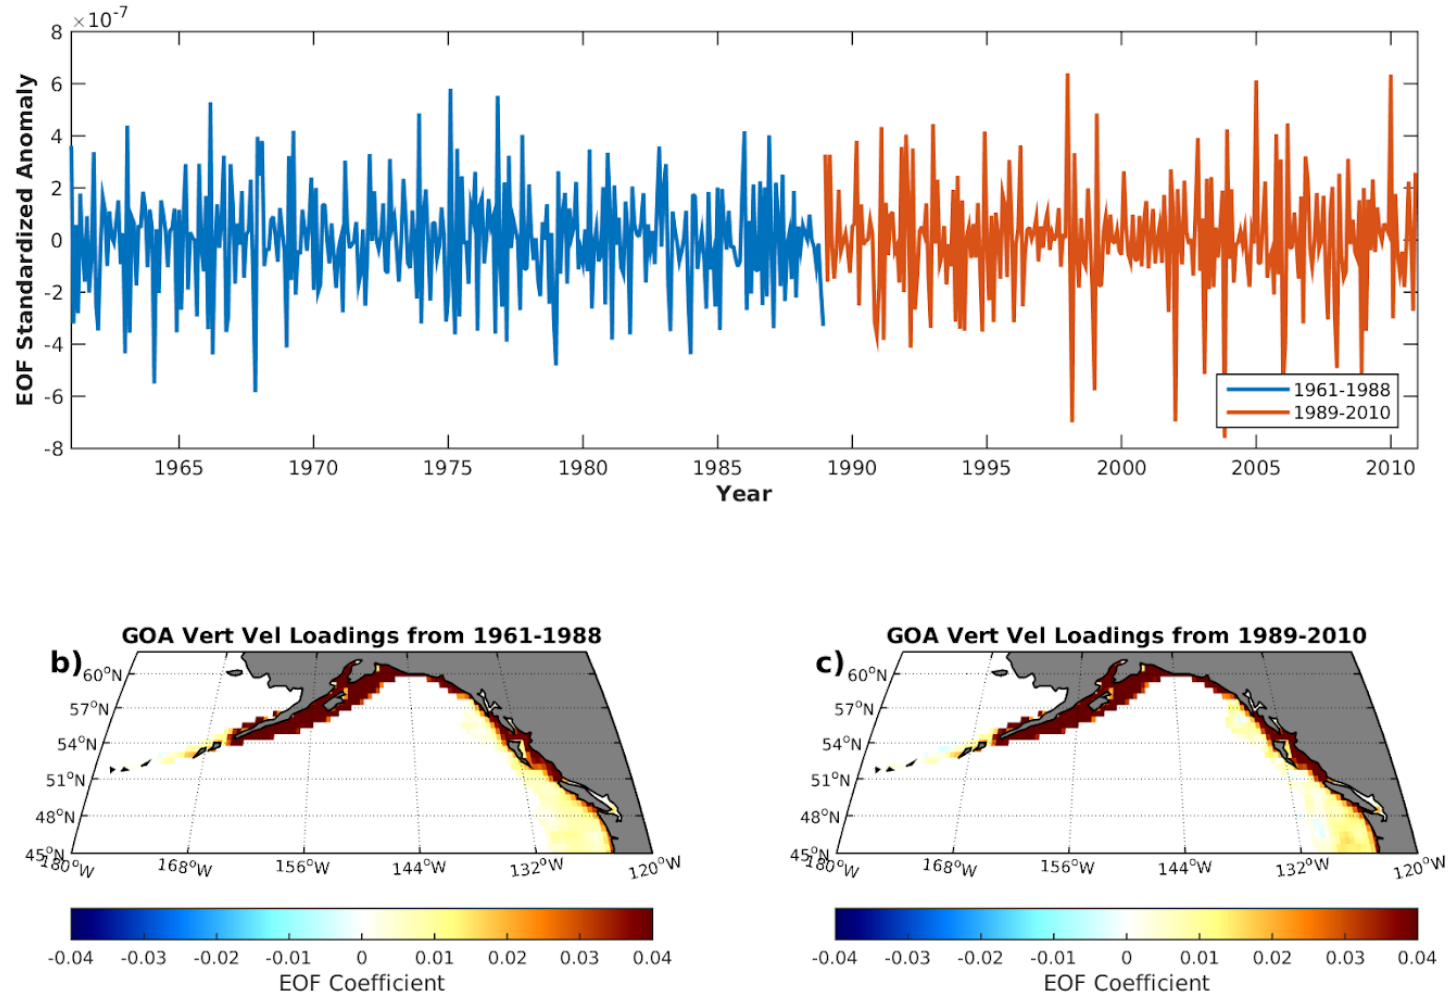 ×10-7
8
6
4
2
0
-2
-4
-6
-8
EOF Standardized Anomaly
1961-1988
1989-2010
1965 1970 1975 1980 1985 1990 1995 2000 2005 2010
Year
b)
GOA Vert Vel Loadings from 1961-1988
60°N
57°N
54°N
51°N
48°N
45°N
180°W 168°W 156°W 144°W 132°W 120°W
-0.04 -0.03 -0.02 -0.01 0 0.01 0.02 0.03 0.04
EOF Coefficient
c)
GOA Vert Vel Loadings from 1989-2010
60°N
57°N
54°N
51°N
48°N
45°N
180°W 168°W 156°W 144°W 132°W 120°W
-0.04 -0.03 -0.02 -0.01 0 0.01 0.02 0.03 0.04
EOF Coefficient